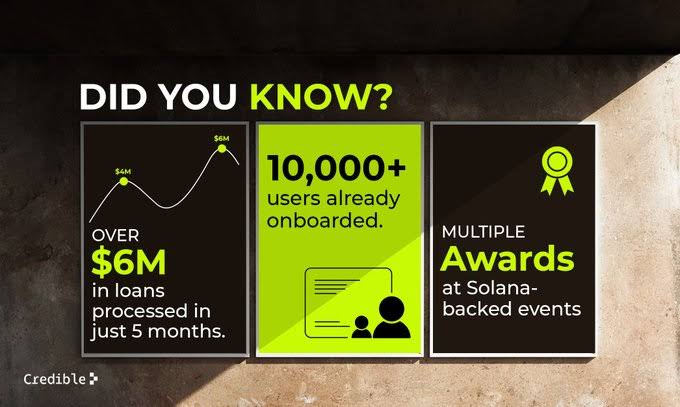 DID YOU KNOW?
$4M
$6M
OVER
$6M
in loans
processed in
just 5 months.
10,000+
users already
onboarded.
MULTIPLE
Awards
at Solana-
backed events
Credible